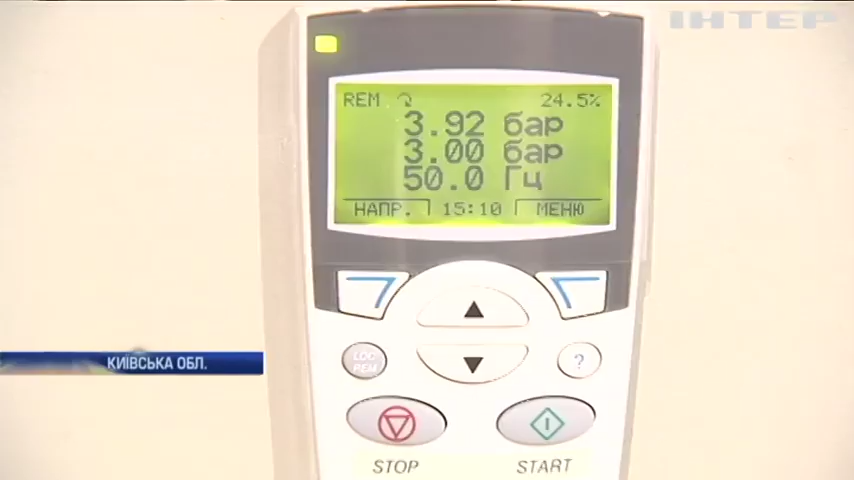 ІНТЕР
REM 24.5%
3.92 бар
3.00 бар
50.0 Гц
НАПР. 15:10 МЕНЮ
LOC
REM
?
КИЇВСЬКА ОБЛ.
STOP START